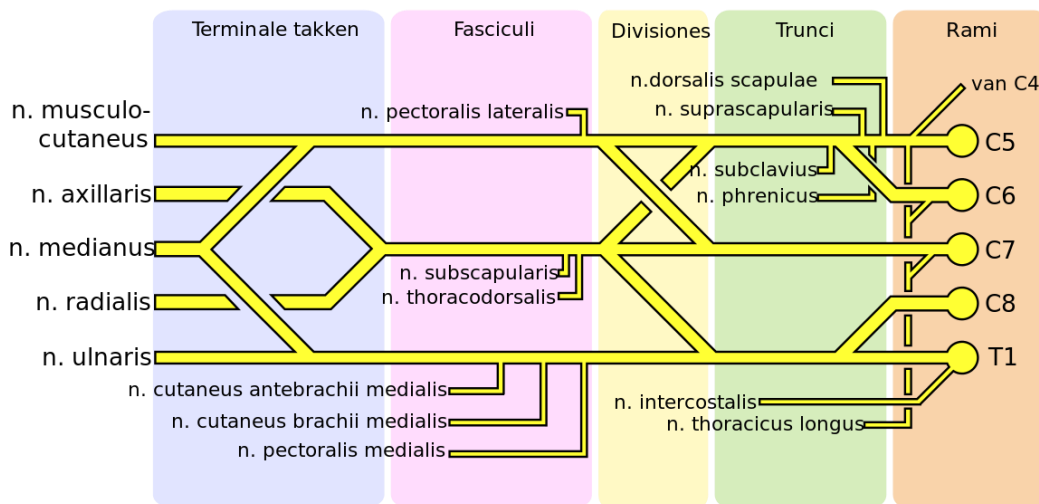 Terminale takken
Fasciculi
Divisiones
Trunci
Rami
n. musculo-
cutaneus
n. axillaris
n. medianus
n. radialis
n. ulnaris
n. pectoralis lateralis
n. subscapularis
n. thoracodorsalis
n. cutaneus antebrachii medialis
n. cutaneus brachii medialis
n. pectoralis medialis
n.dorsalis scapulae
n. suprascapularis
n. subclavius
n. phrenicus
n. intercostalis
n. thoracicus longus
van C4
C5
C6
C7
C8
T1